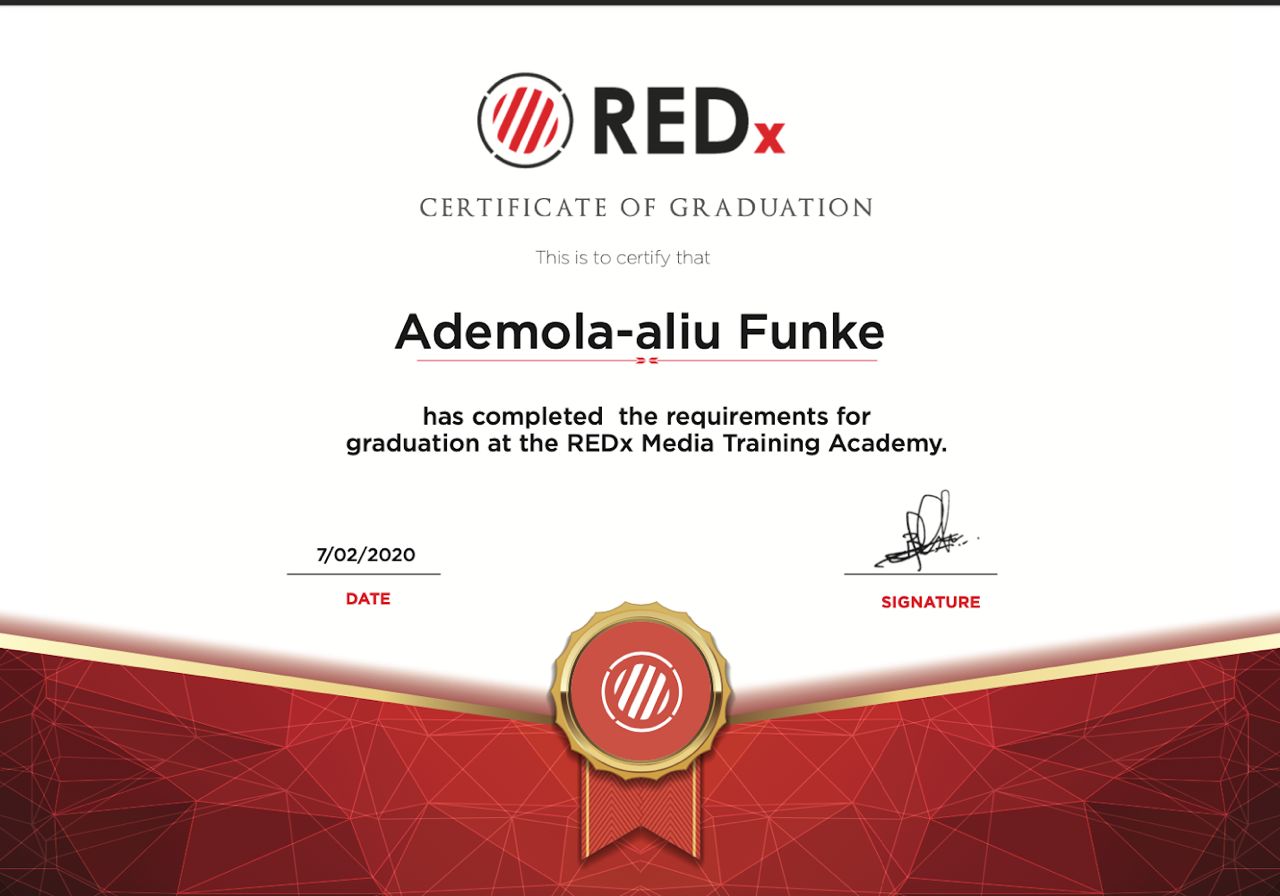 REDx
CERTIFICATE OF GRADUATION
This is to certify that
Ademola-aliu Funke
has completed the requirements for
graduation at the REDx Media Training Academy.
7/02/2020
DATE
SIGNATURE